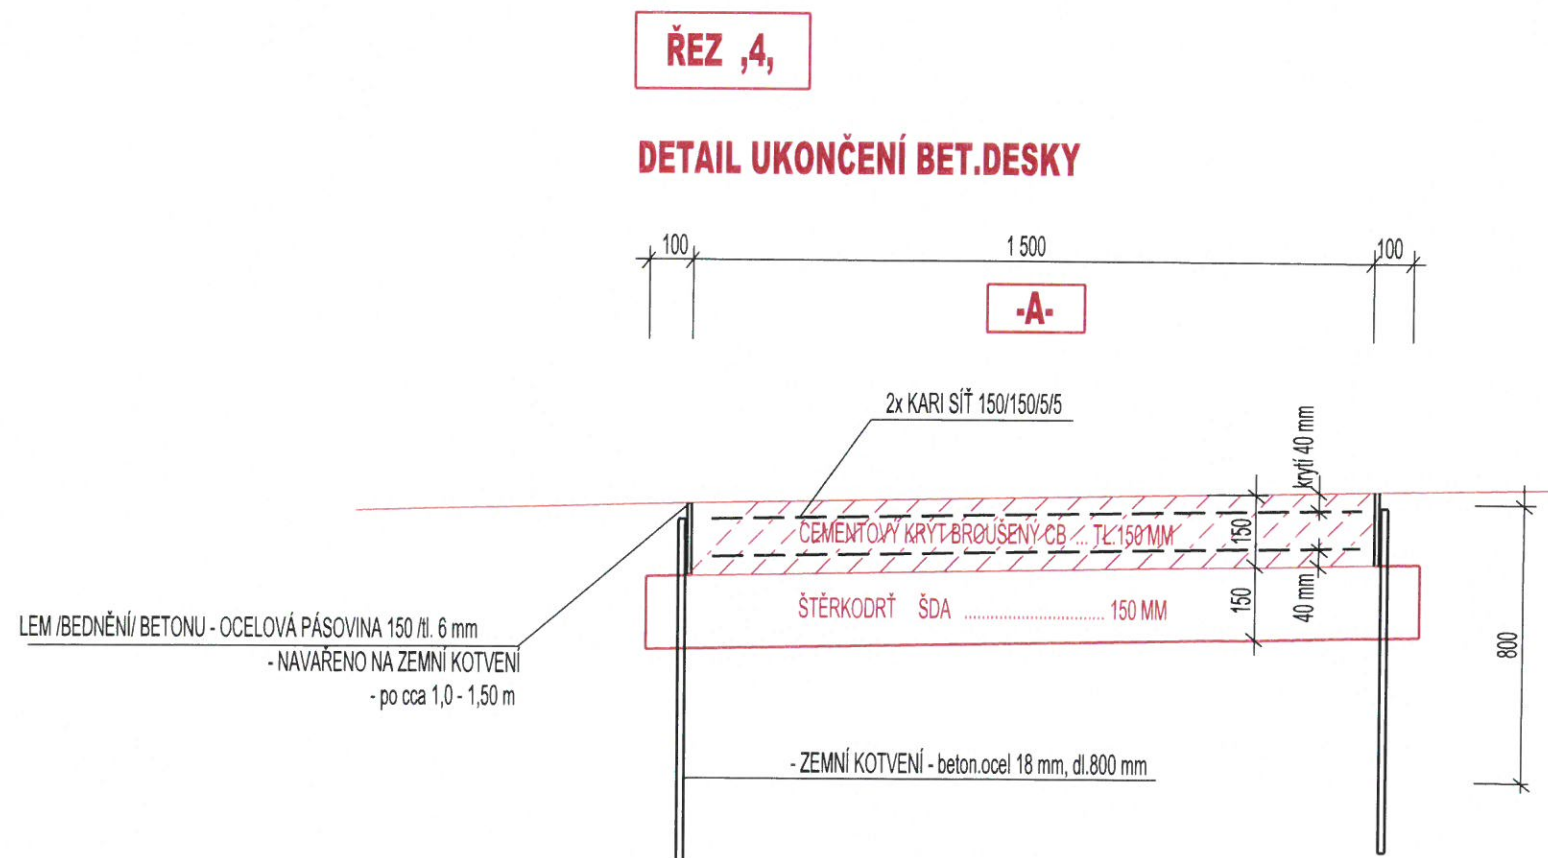 ŘEZ ,4,
DETAIL UKONČENÍ BET.DESKY
100
1 500
100
-A-
2x KARI SÍŤ 150/150/5/5
krytí 40 mm
CEMENTOVÝ KRYT BROUŠENÝ CB ... TL.150 MM
150
ŠTĚRKODRŤ ŠDA ................................ 150 MM
150
40 mm
800
LEM /BEDNĚNÍ/ BETONU - OCELOVÁ PÁSOVINA 150 /tl. 6 mm
- NAVAŘENO NA ZEMNÍ KOTVENÍ
- po cca 1,0 - 1,50 m
- ZEMNÍ KOTVENÍ - beton.ocel 18 mm, dl.800 mm